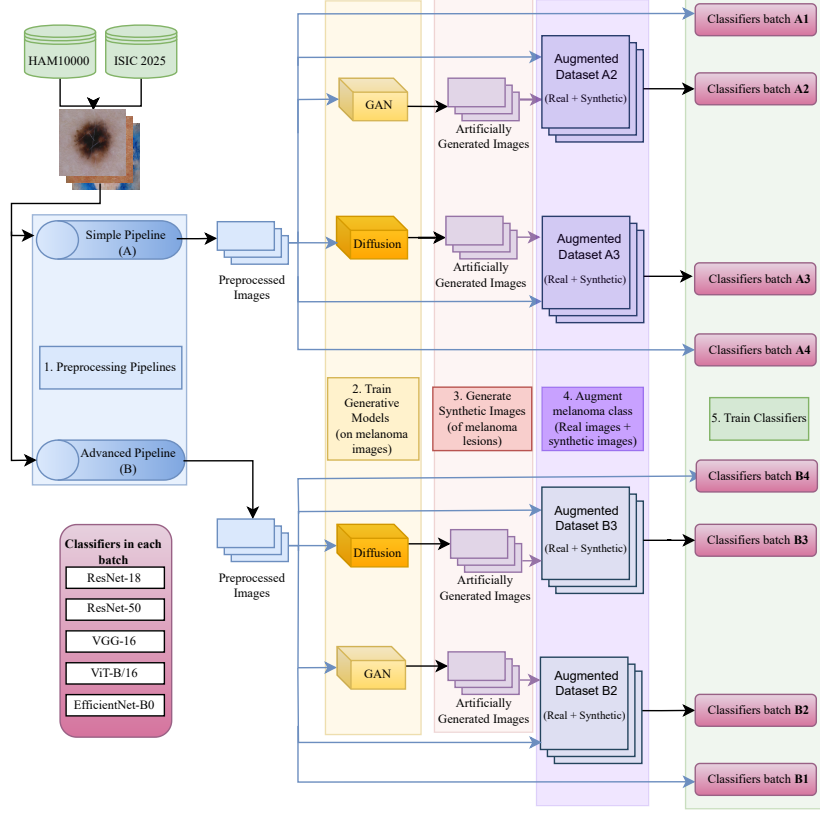 HAM10000
ISIC 2025
Simple Pipeline
(A)
1. Preprocessing Pipelines
Advanced Pipeline
(B)
Classifiers in each
batch
ResNet-18
ResNet-50
VGG-16
ViT-B/16
EfficientNet-B0
Preprocessed
Images
Preprocessed
Images
GAN
Diffusion
2. Train
Generative
Models
(on melanoma
images)
Diffusion
GAN
Artificially
Generated Images
Artificially
Generated Images
3. Generate
Synthetic Images
(of melanoma
lesions)
Artificially
Generated Images
Artificially
Generated Images
Augmented
Dataset A2
(Real + Synthetic)
Augmented
Dataset A3
(Real + Synthetic)
4. Augment
melanoma class
(Real images +
synthetic images)
Augmented
Dataset B3
(Real + Synthetic)
Augmented
Dataset B2
(Real + Synthetic)
Classifiers batch A1
Classifiers batch A2
Classifiers batch A3
Classifiers batch A4
5. Train Classifiers
Classifiers batch B4
Classifiers batch B3
Classifiers batch B2
Classifiers batch B1